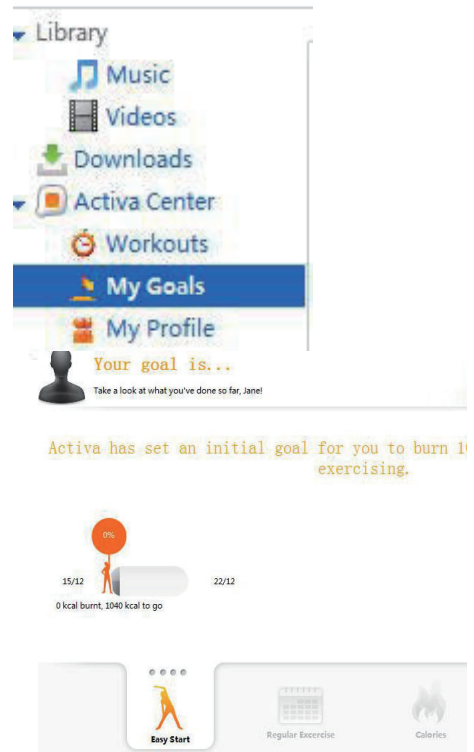 Library
Music
Videos
Downloads
Activa Center
Workouts
My Goals
My Profile
Your goal is...
Take a look at what you've done so far, Jane!
Activa has set an initial goal for you to burn
exercising.
0%
15/12 22/12
0 kcal burnt, 1040 kcal to go
Easy Start Regular Excercise Calories